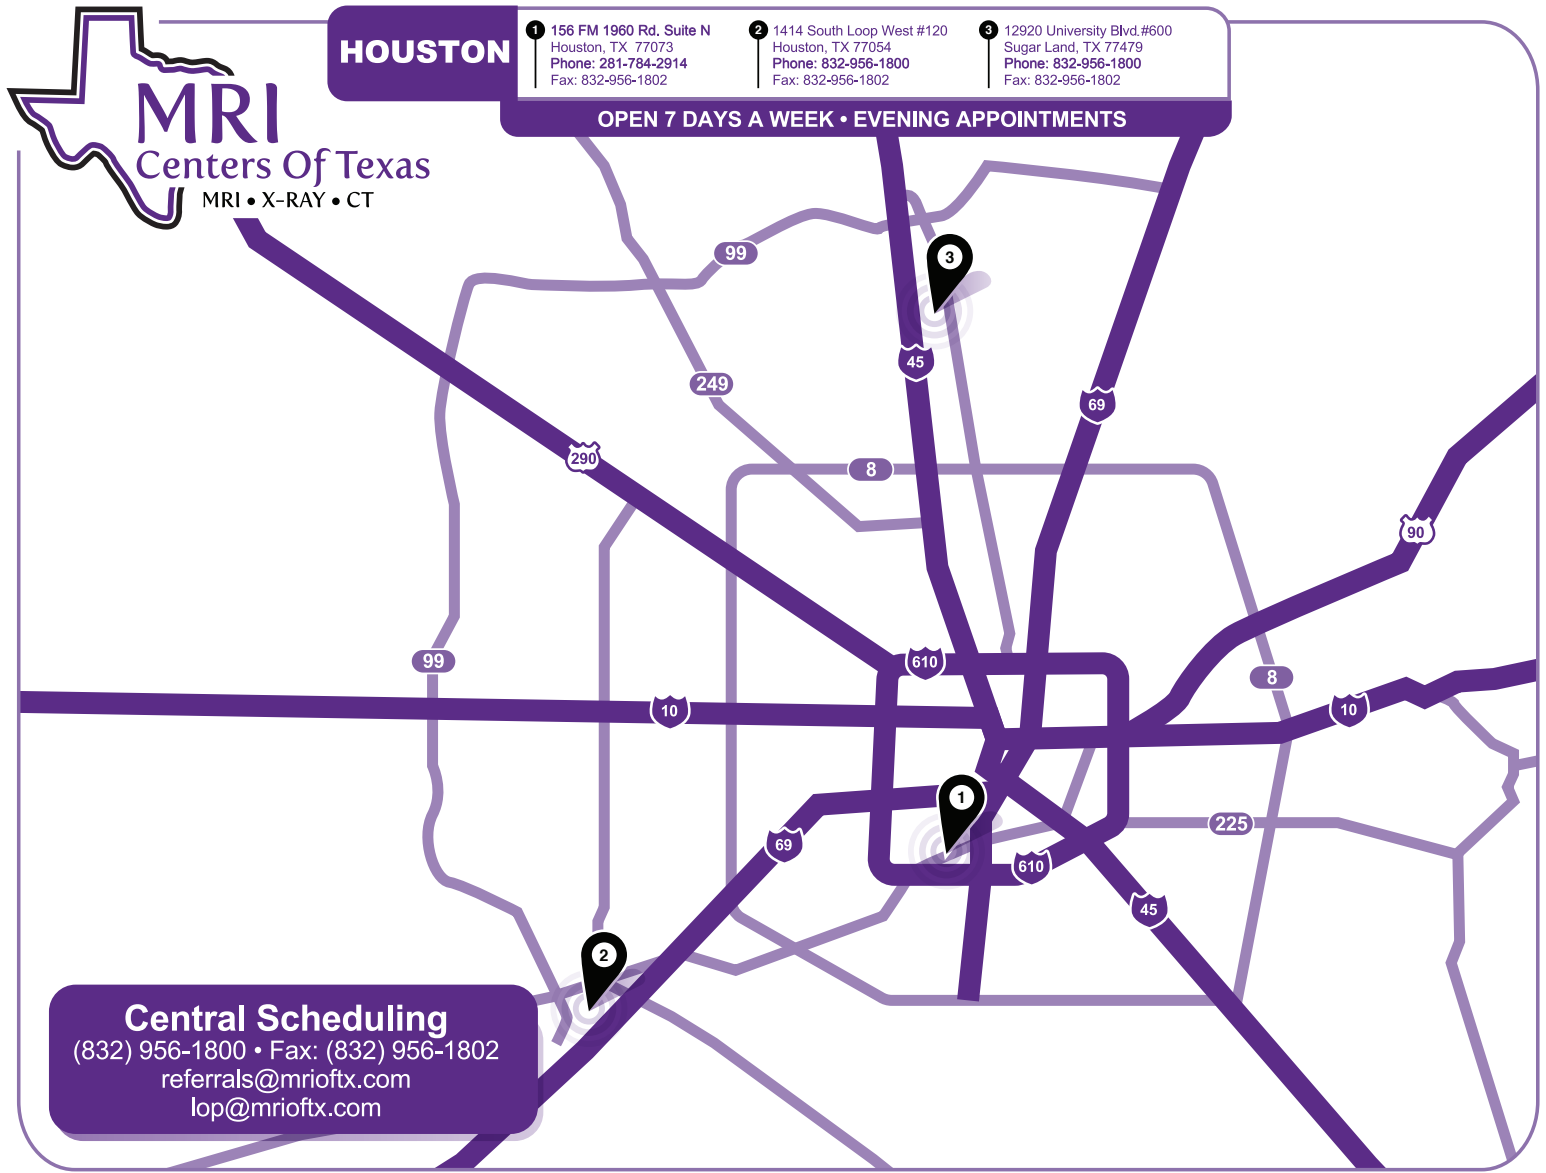 MRI
Centers Of Texas
MRI • X-RAY • CT
HOUSTON
1 156 FM 1960 Rd, Suite N
Houston, TX 77073
Phone: 281-784-2914
Fax: 832-956-1802
2 1414 South Loop West #120
Houston, TX 77054
Phone: 832-956-1800
Fax: 832-956-1802
3 12920 University Blvd.#600
Sugar Land, TX 77479
Phone: 832-956-1800
Fax: 832-956-1802
OPEN 7 DAYS A WEEK • EVENING APPOINTMENTS
99
3
45
249
69
290
8
90
99
610
8
10
10
1
225
69
610
45
2
Central Scheduling
(832) 956-1800 • Fax: (832) 956-1802
referrals@mrioftx.com
lop@mrioftx.com